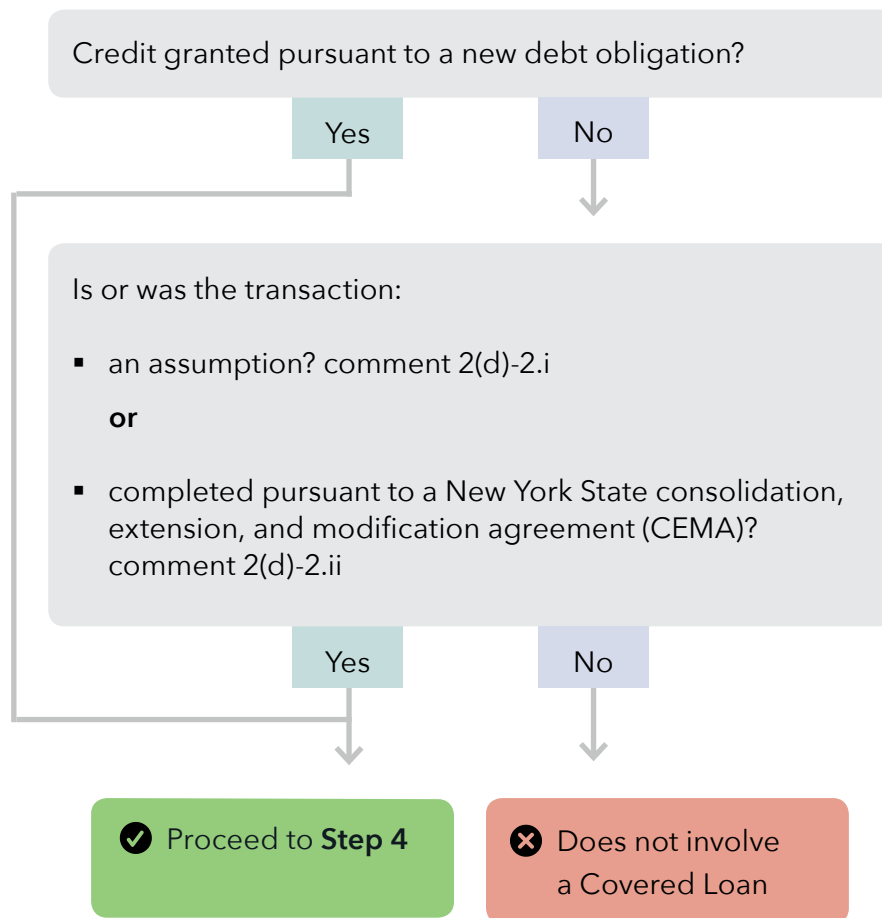 Credit granted pursuant to a new debt obligation?
Yes
No
Is or was the transaction:
▪ an assumption? comment 2(d)-2.i
or
▪ completed pursuant to a New York State consolidation,
extension, and modification agreement (CEMA)?
comment 2(d)-2.ii
Yes
No
Proceed to Step 4
Does not involve
a Covered Loan